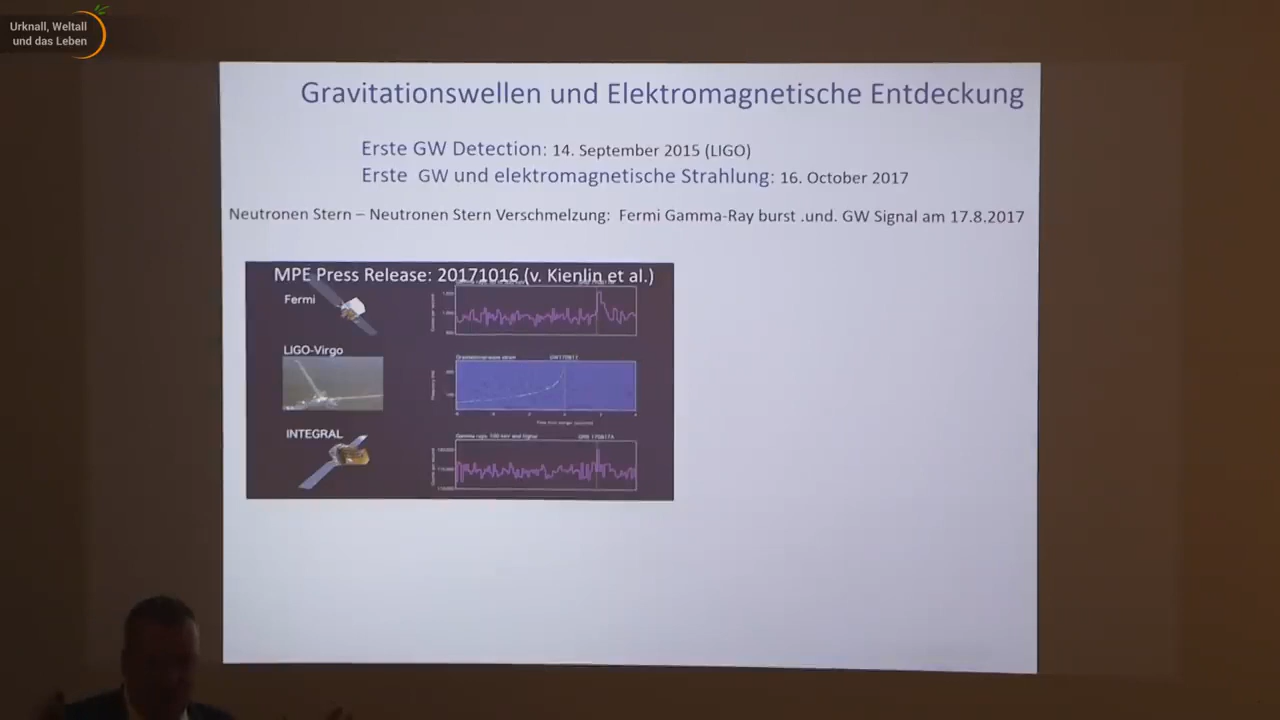 Urknall, Weltall
und das Leben
Gravitationswellen und Elektromagnetische Entdeckung
Erste GW Detection: 14. September 2015 (LIGO)
Erste GW und elektromagnetische Strahlung: 16. October 2017
Neutronen Stern – Neutronen Stern Verschmelzung: Fermi Gamma-Ray burst .und. GW Signal am 17.8.2017
MPE Press Release: 20171016 (v. Kienlin et al.)
Fermi
LIGO-Virgo
INTEGRAL